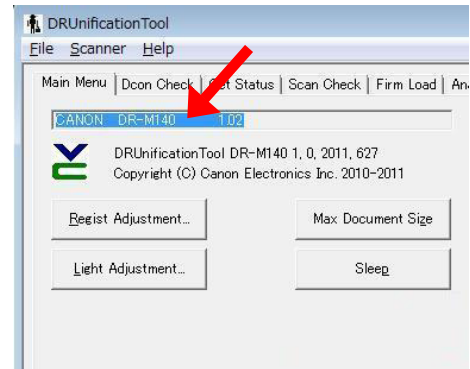 DRUnificationTool
File Scanner Help
Main Menu Dcon Check Get Status Scan Check Firm Load
CANON DR-M140 1.02
DRUnificationTool DR-M140 1, 0, 2011, 627
Copyright (C) Canon Electronics Inc. 2010-2011
Regist Adjustment... Max Document Size
Light Adjustment... Sleep